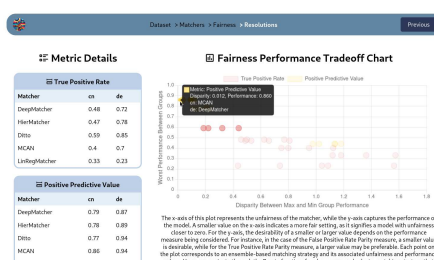 Dataset > Matchers > Fairness > Resolutions
Previous
Metric Details
Fairness Performance Tradeoff Chart
True Positive Rate
Matcher cn de
DeepMatcher 0.48 0.72
HierMatcher 0.47 0.78
Ditto 0.59 0.85
MCAN 0.4 0.7
LinRegMatcher 0.33 0.23
Positive Predictive Value
Matcher cn de
DeepMatcher 0.79 0.87
HierMatcher 0.78 0.89
Ditto 0.77 0.94
MCAN 0.86 0.94
True Positive Rate Positive Predictive Value
Worst Performance Between Groups
1.0
0.9
0.8
0.7
0.6
0.5
0.4
0.3
0.2
0.1
0
Metric: Positive Predictive Value
Disparity: 0.012, Performance: 0.860
cn: MCAN
de: DeepMatcher
0 0.2 0.4 0.6 0.8 1.0 1.2 1.4 1.6 1.8
Disparity Between Max and Min Group
The x-axis of this plot represents the unfairness of the matcher, while the y-axis captures the performance o
the model. A smaller value on the x-axis indicates a more fair setting, as it signifies a model with unfairness
closer to zero. For the y-axis, the desirability of a smaller or larger value depends on the performance
measure being considered. For instance, in the case of the False Positive Rate Parity measure, a smaller valu
is desirable, while for the True Positive Rate Parity measure, a larger value may be preferable. Each point on
the plot corresponds to an ensemble-based matching strategy and its associated unfairness and performanc